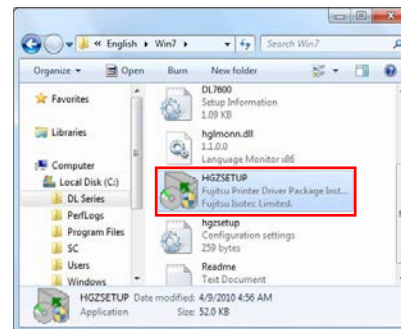 « English ▸ Win7 ▸
Search Win7
Organize ▾ Open Burn New folder
Favorites
Libraries
Computer
Local Disk (C:)
DL Series
PerfLogs
Program Files
SC
Users
Windows
DL7600
Setup Information
1.09 KB
hglmonn.dll
1.1.0.0
Language Monitor x86
HGZSETUP
Fujitsu Printer Driver Package Inst...
Fujitsu Isotec Limited.
hgzsetup
Configuration settings
259 bytes
Readme
Text Document
HGZSETUP Date modified: 4/9/2010 4:56 AM
Application Size: 52.0 KB